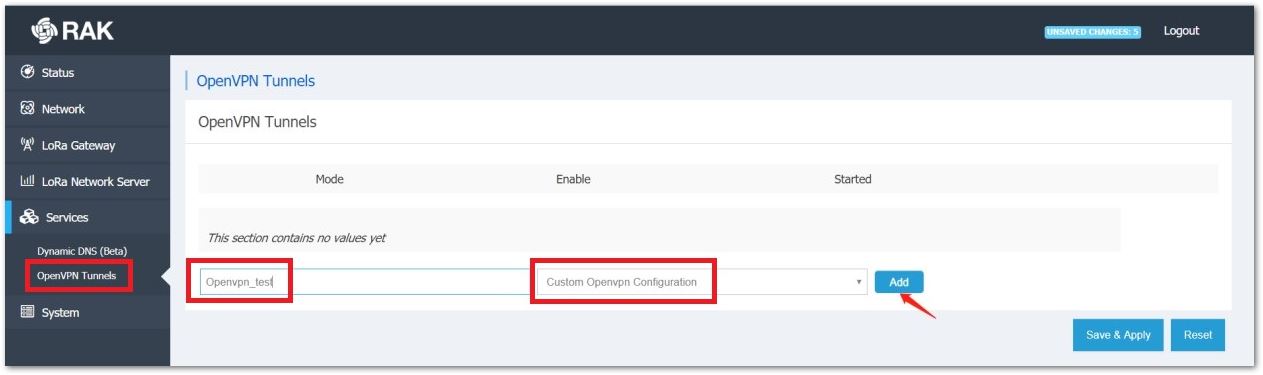 RAK
UNSAVED CHANGES: 5
Logout
Status
Network
LoRa Gateway
LoRa Network Server
Services
Dynamic DNS (Beta)
OpenVPN Tunnels
System
OpenVPN Tunnels
OpenVPN Tunnels
Mode Enable Started
This section contains no values yet
Openvpn_test Custom Openvpn Configuration Add
Save & Apply Reset